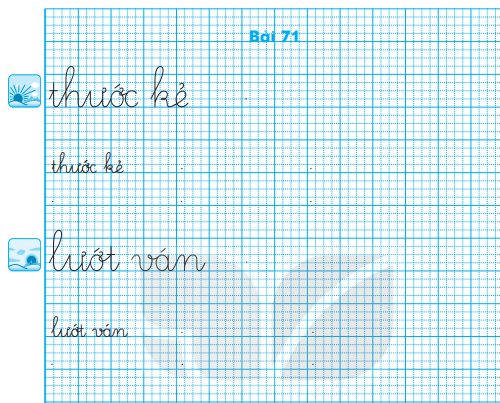 Bài 71
thước kẻ
thước kẻ
lướt ván
lướt ván